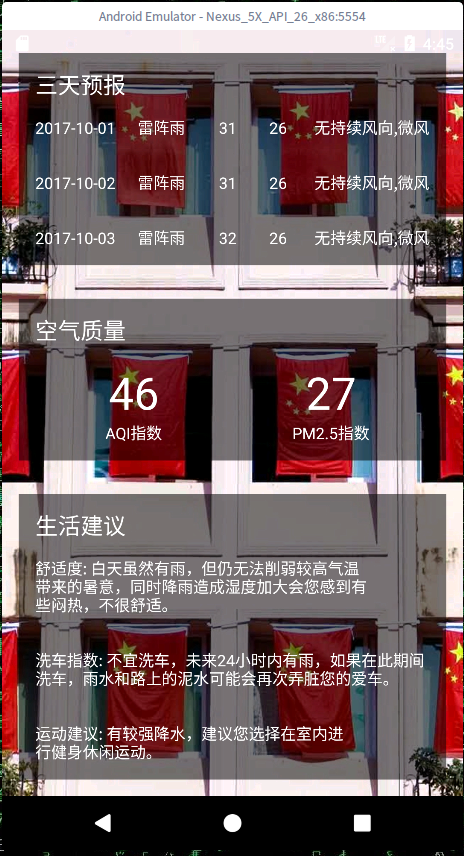 Android Emulator - Nexus_5X_API_26_x86:5554
LTE 4:45
三天预报
2017-10-01 雷阵雨 31 26 无持续风向,微风
2017-10-02 雷阵雨 31 26 无持续风向,微风
2017-10-03 雷阵雨 32 26 无持续风向,微风
空气质量
46 27
AQI指数 PM2.5指数
生活建议
舒适度: 白天虽然有雨，但仍无法削弱较高气温
带来的暑意，同时降雨造成湿度加大会您感到有
些闷热，不很舒适。
洗车指数: 不宜洗车，未来24小时内有雨，如果在此期间
洗车，雨水和路上的泥水可能会再次弄脏您的爱车。
运动建议: 有较强降水，建议您选择在室内进
行健身休闲运动。